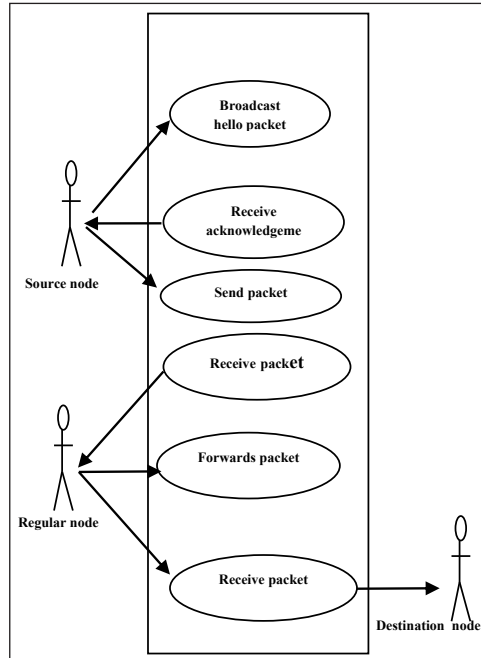 Broadcast
hello packet
Receive
acknowledgeme
Source node
Send packet
Receive packet
Forwards packet
Regular node
Receive packet
Destination node